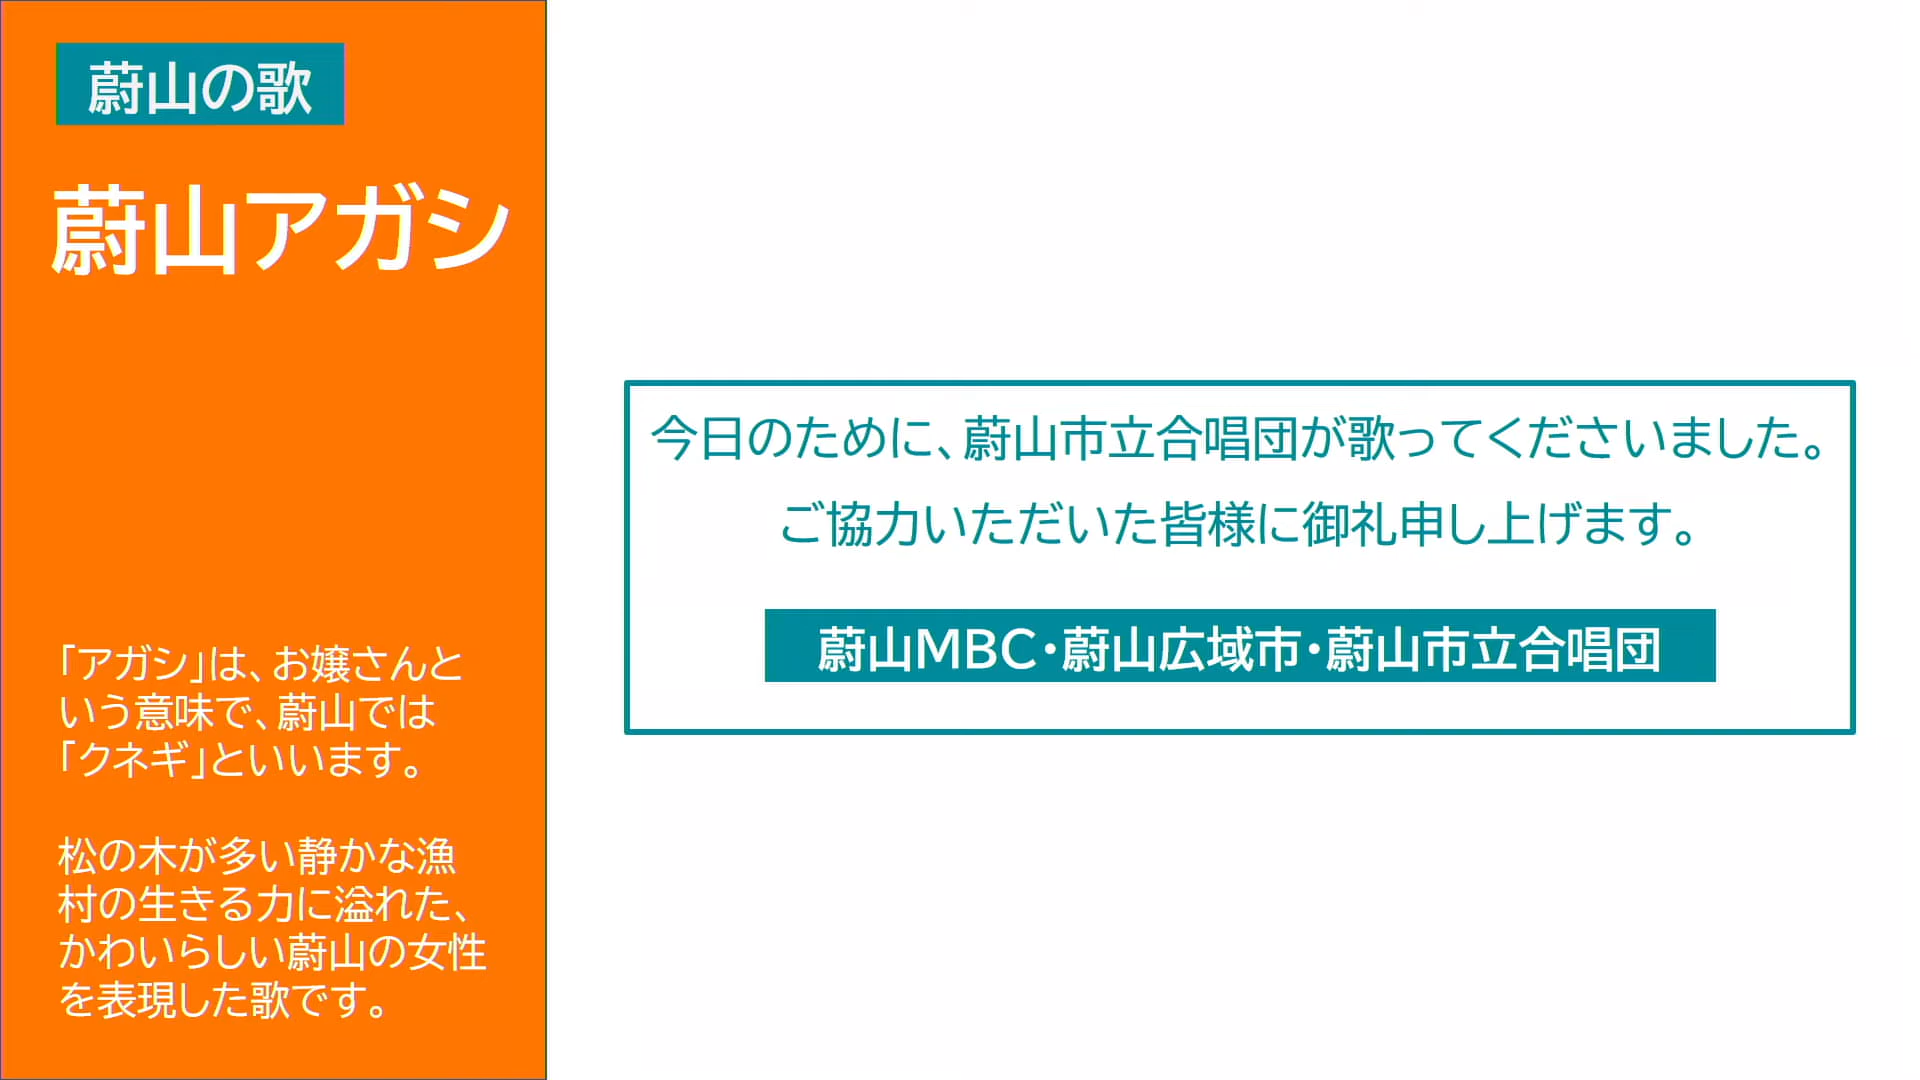 蔚山の歌
蔚山アガシ
「アガシ」は、お嬢さんと
いう意味で、蔚山では
「クネギ」といいます。
松の木が多い静かな漁
村の生きる力に溢れた、
かわいらしい蔚山の女性
を表現した歌です。
今日のために、蔚山市立合唱団が歌ってくださいました。
ご協力いただいた皆様に御礼申し上げます。
蔚山MBC・蔚山広域市・蔚山市立合唱団